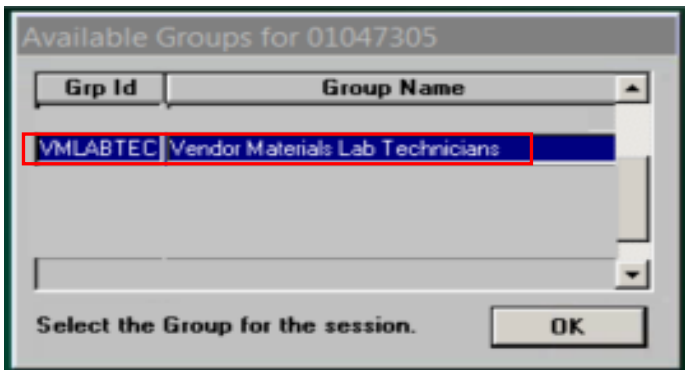 Available Groups for 01047305
Grp Id Group Name
VMLABTEC Vendor Materials Lab Technicians
Select the Group for the session. OK